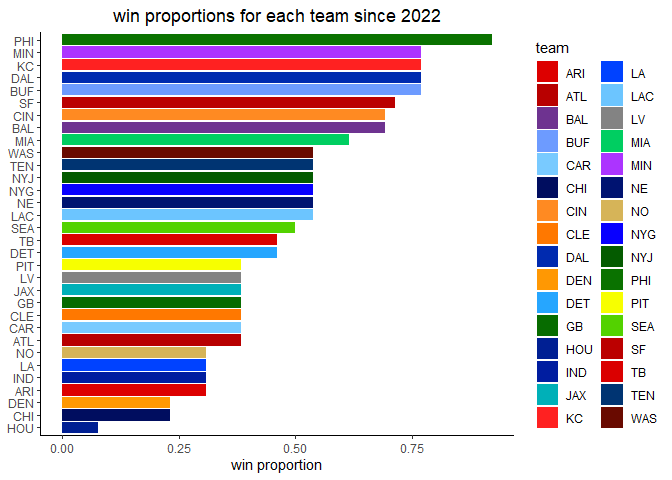 win proportions for each team since 2022
PHI
MIN
KC
DAL
BUF
SF
CIN
BAL
MIA
WAS
TEN
NYJ
NYG
NE
LAC
SEA
TB
DET
PIT
LV
JAX
GB
CLE
CAR
ATL
NO
LA
IND
ARI
DEN
CHI
HOU
0.00 0.25 0.50 0.75
win proportion
team
ARI LA
ATL LAC
BAL LV
BUF MIA
CAR MIN
CHI NE
CIN NO
CLE NYG
DAL NYJ
DEN PHI
DET PIT
GB SEA
HOU SF
IND TB
JAX TEN
KC WAS